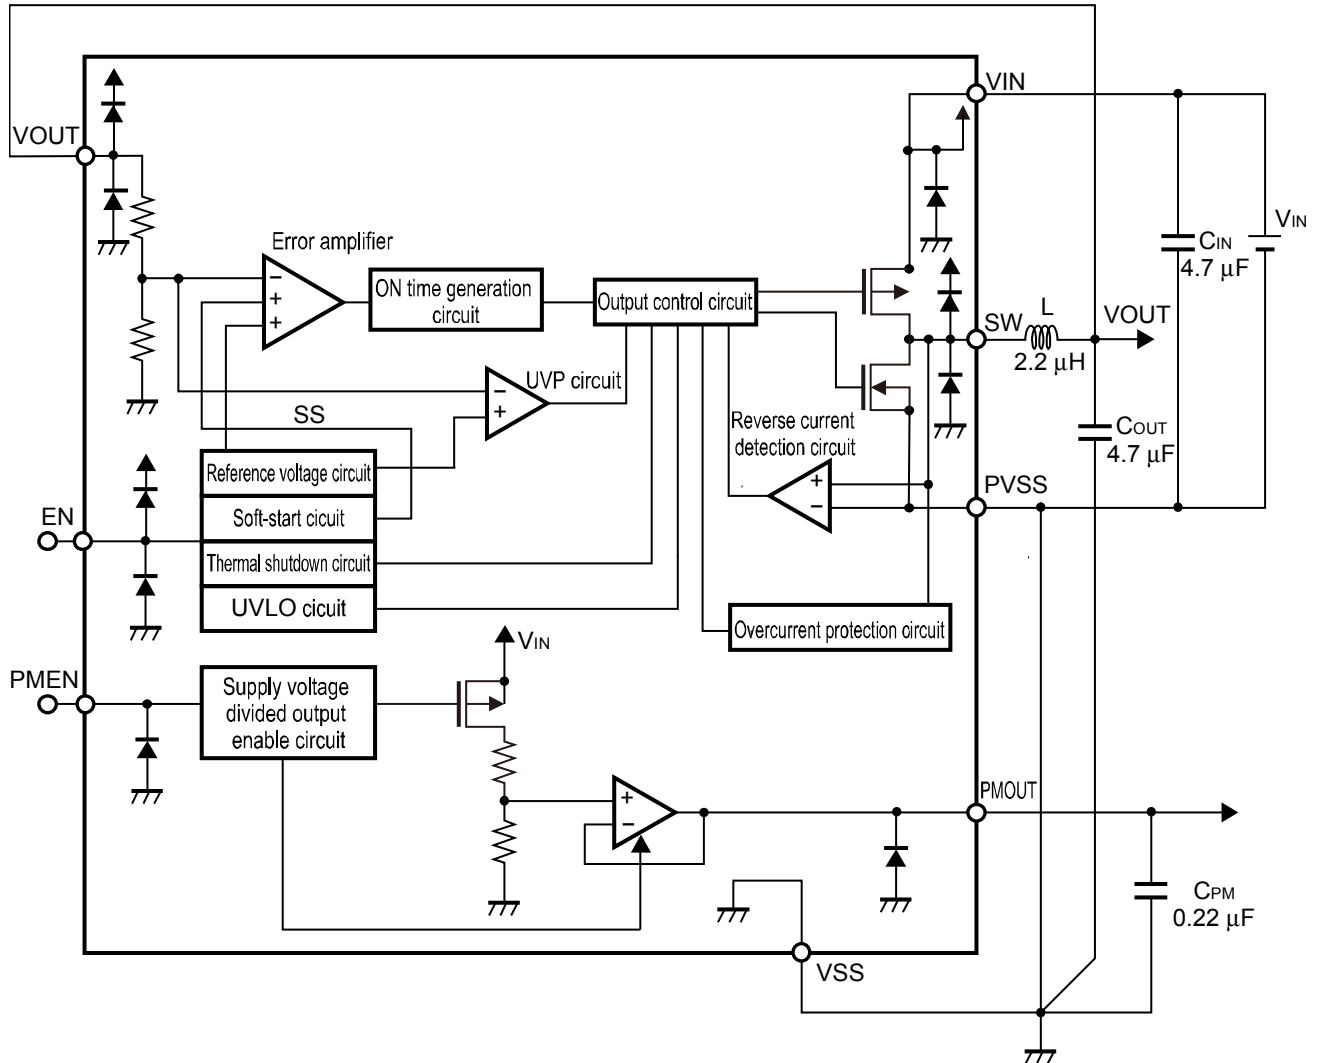 VIN
VOUT
VIN
Error amplifier
CIN
4.7 μF
−
+
+
ON time generation
circuit
Output control circuit
SW
L
2.2 μH
VOUT
UVP circuit
−
+
SS
Reverse current
detection circuit
COUT
4.7 μF
Reference voltage circuit
Soft-start cicuit
Thermal shutdown circuit
UVLO cicuit
+
−
PVSS
EN
Overcurrent protection circuit
VIN
PMEN
Supply voltage
divided output
enable circuit
+
−
PMOUT
CPM
0.22 μF
VSS